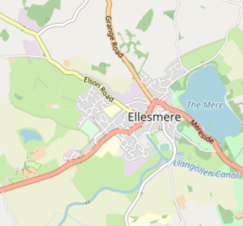 Grange Road
Elson Road
The Mere
Ellesmere
Mereside
Llangollen Canal